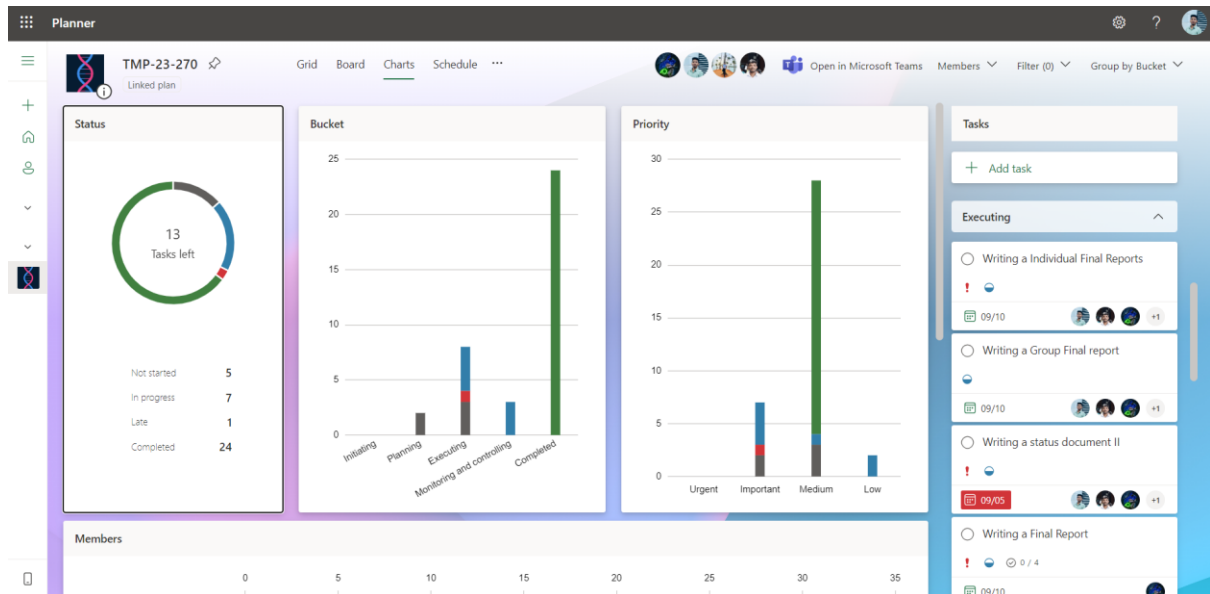 Planner
?
TMP-23-270
Linked plan
Grid Board Charts Schedule ...
Open in Microsoft Teams Members Filter (0) Group by Bucket
Status
13
Tasks left
Not started 5
In progress 7
Late 1
Completed 24
Bucket
25
20
15
10
5
0
Initiating Planning Executing Monitoring and controlling Completed
Priority
30
25
20
15
10
5
0
Urgent Important Medium Low
Tasks
+ Add task
Executing
Writing a Individual Final Reports
!
09/10 +1
Writing a Group Final report
09/10 +1
Writing a status document II
!
09/05 +1
Writing a Final Report
! 0 / 4
09/10
Members
0 5 10 15 20 25 30 35